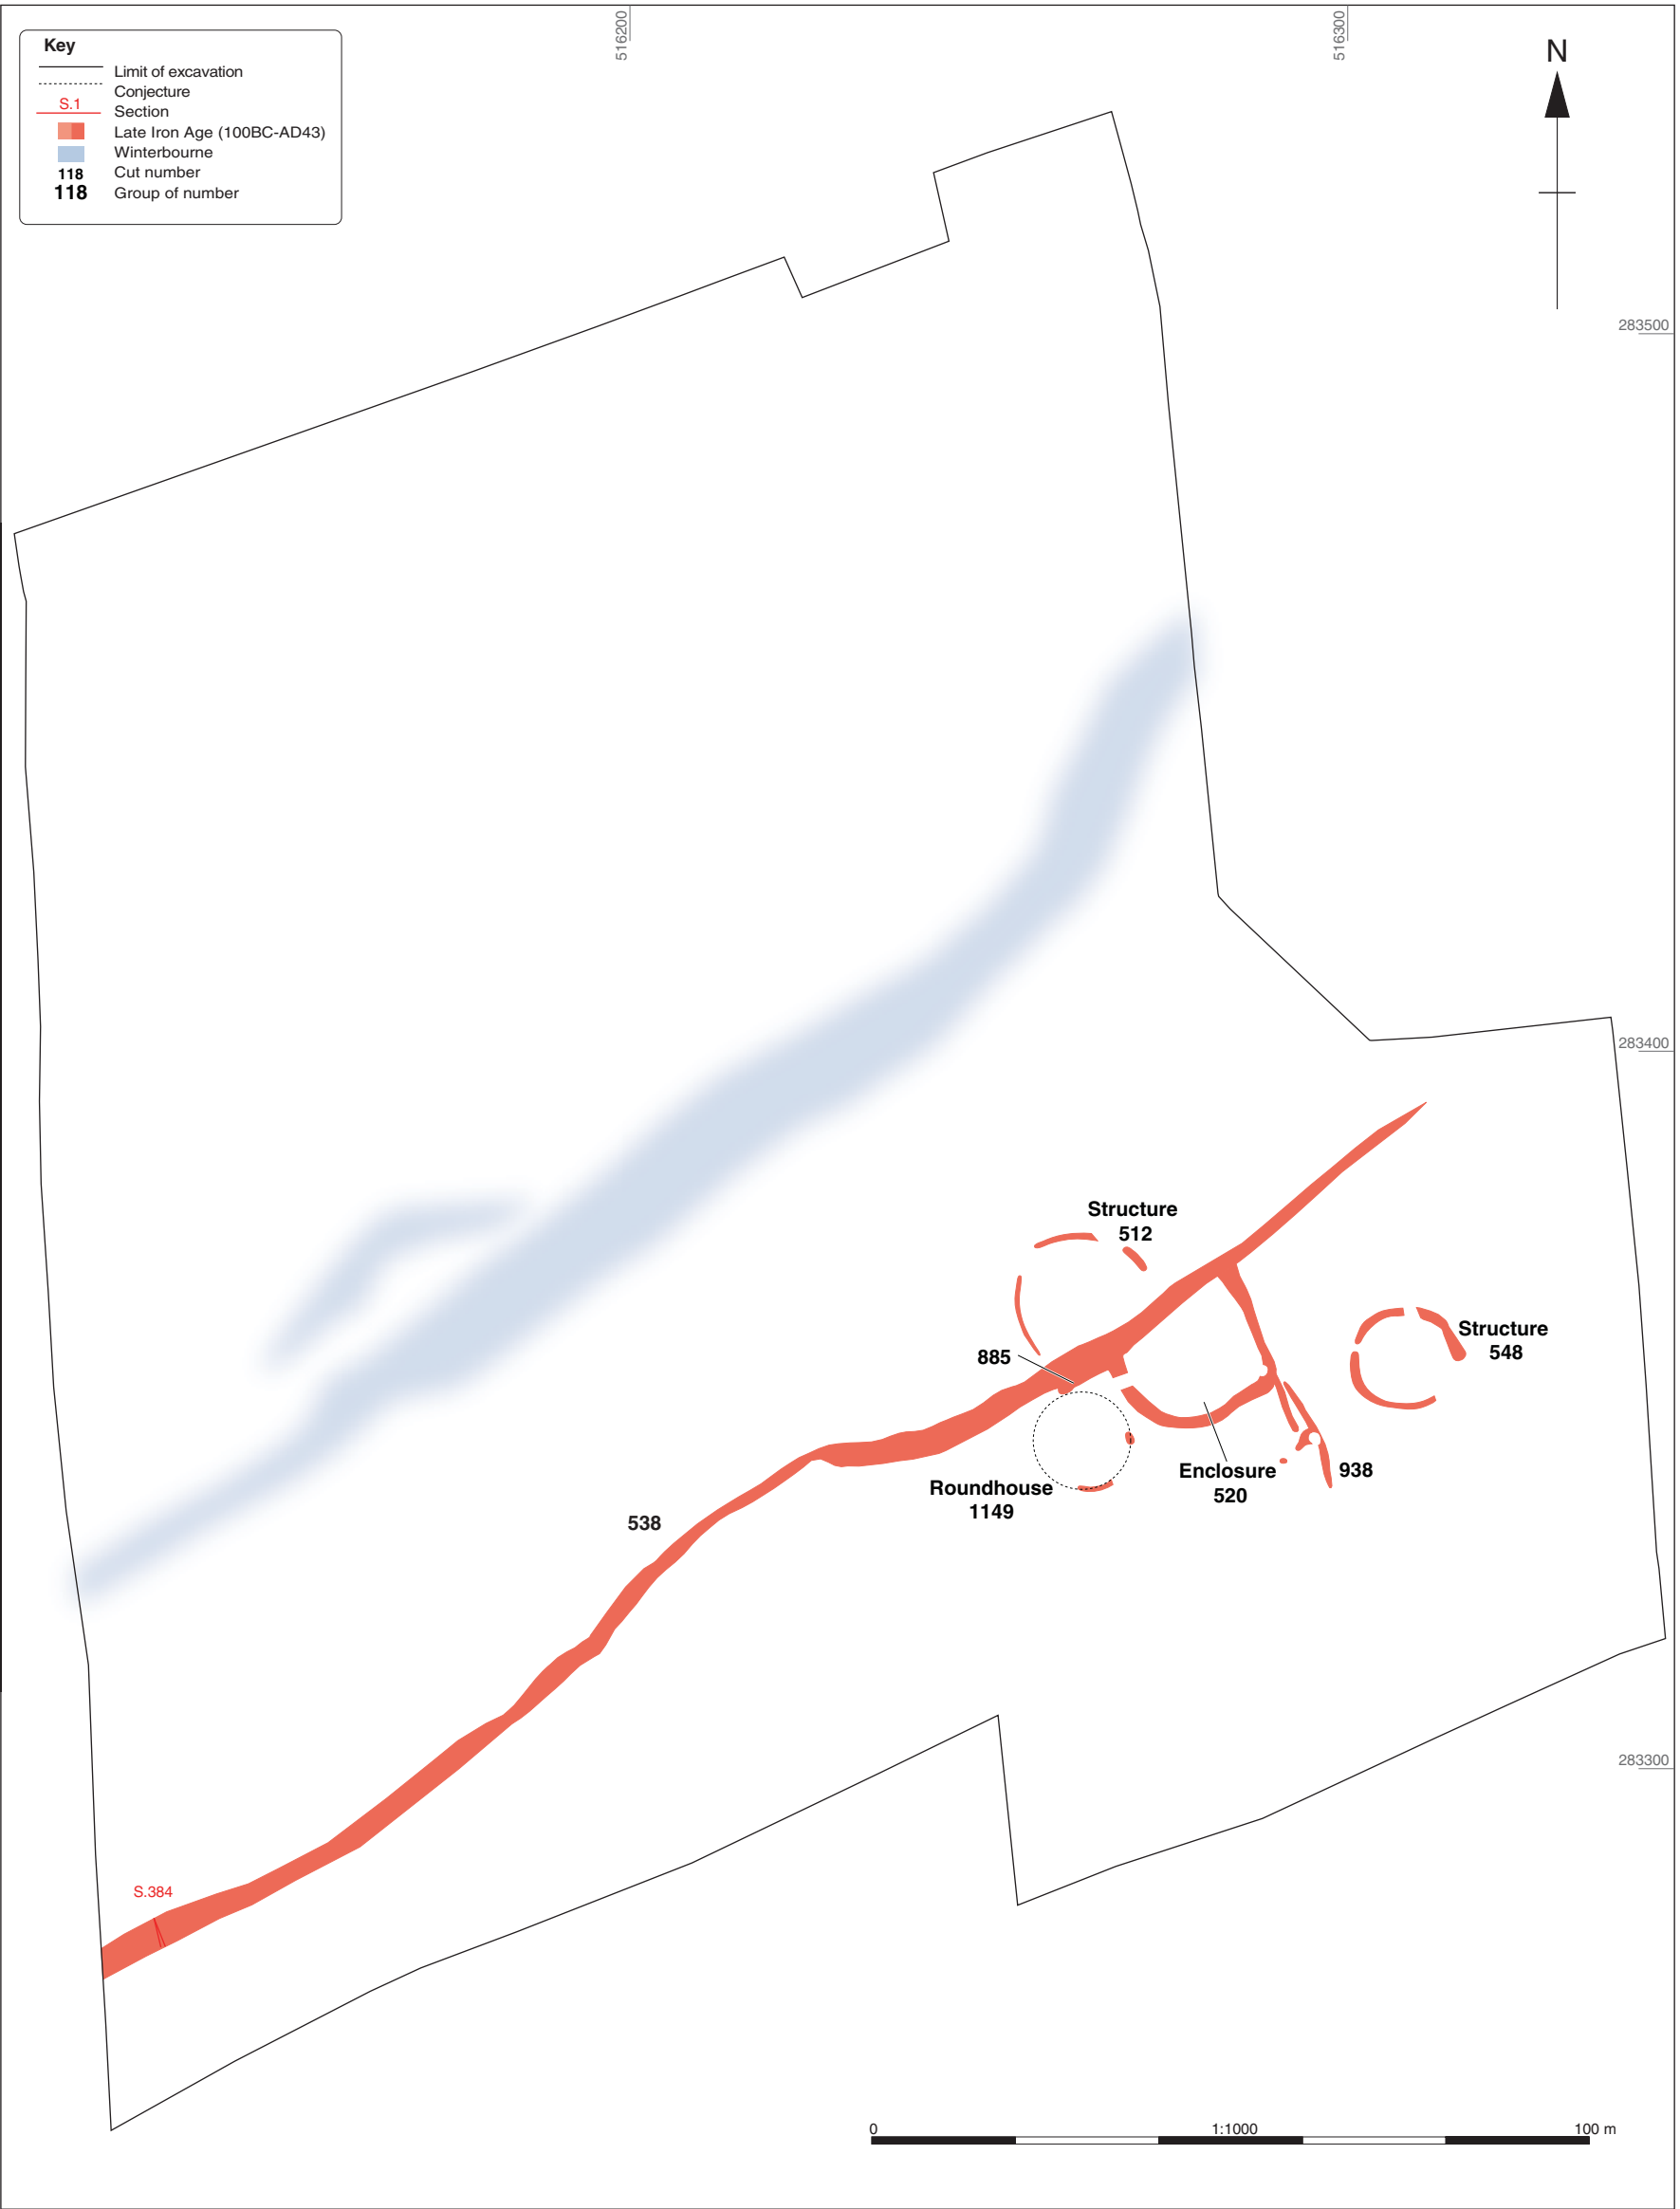 Key
Limit of excavation
Conjecture
S.1
Section
Late Iron Age (100BC-AD43)
Winterbourne
118
Cut number
118
Group of number
516200
516300
N
283500
283400
Structure
512
885
Structure
548
Enclosure
520
938
Roundhouse
1149
538
283300
S.384
0
1:1000
100 m